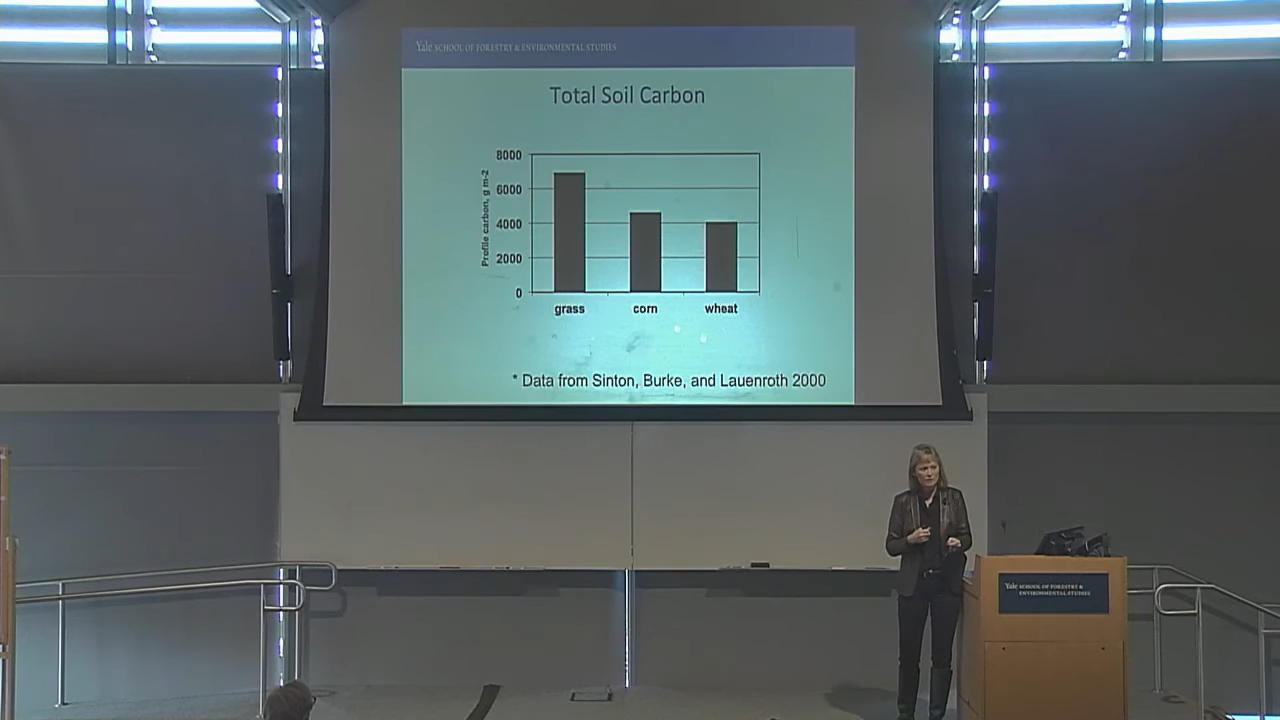 Yale SCHOOL OF FORESTRY & ENVIRONMENTAL STUDIES
Total Soil Carbon
8000
6000
4000
2000
0
Profile carbon, g m-2
grass corn wheat
* Data from Sinton, Burke, and Lauenroth 2000
Yale SCHOOL OF FORESTRY &
ENVIRONMENTAL STUDIES